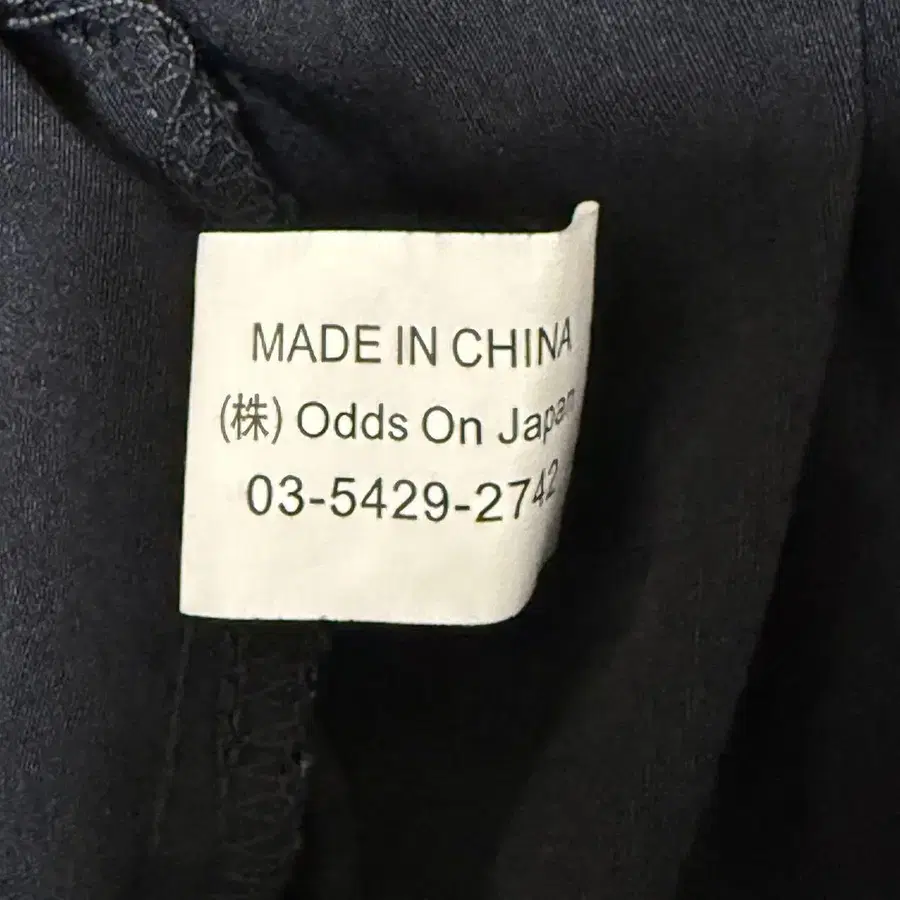 MADE IN CHINA
(株) Odds On Japan
03-5429-2742